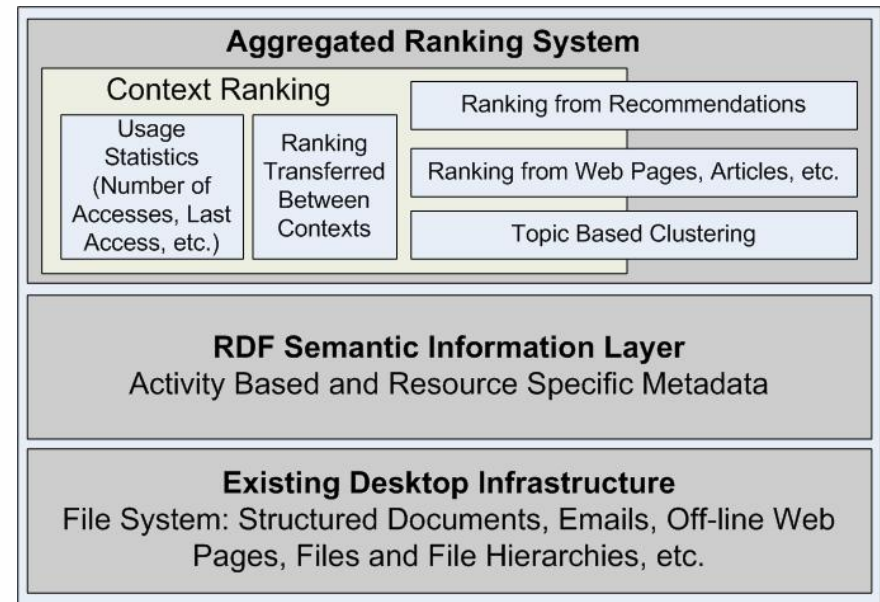 Aggregated Ranking System
Context Ranking
Usage
Statistics
(Number of
Accesses, Last
Access, etc.)
Ranking
Transferred
Between
Contexts
Ranking from Recommendations
Ranking from Web Pages, Articles, etc.
Topic Based Clustering
RDF Semantic Information Layer
Activity Based and Resource Specific Metadata
Existing Desktop Infrastructure
File System: Structured Documents, Emails, Off-line Web
Pages, Files and File Hierarchies, etc.